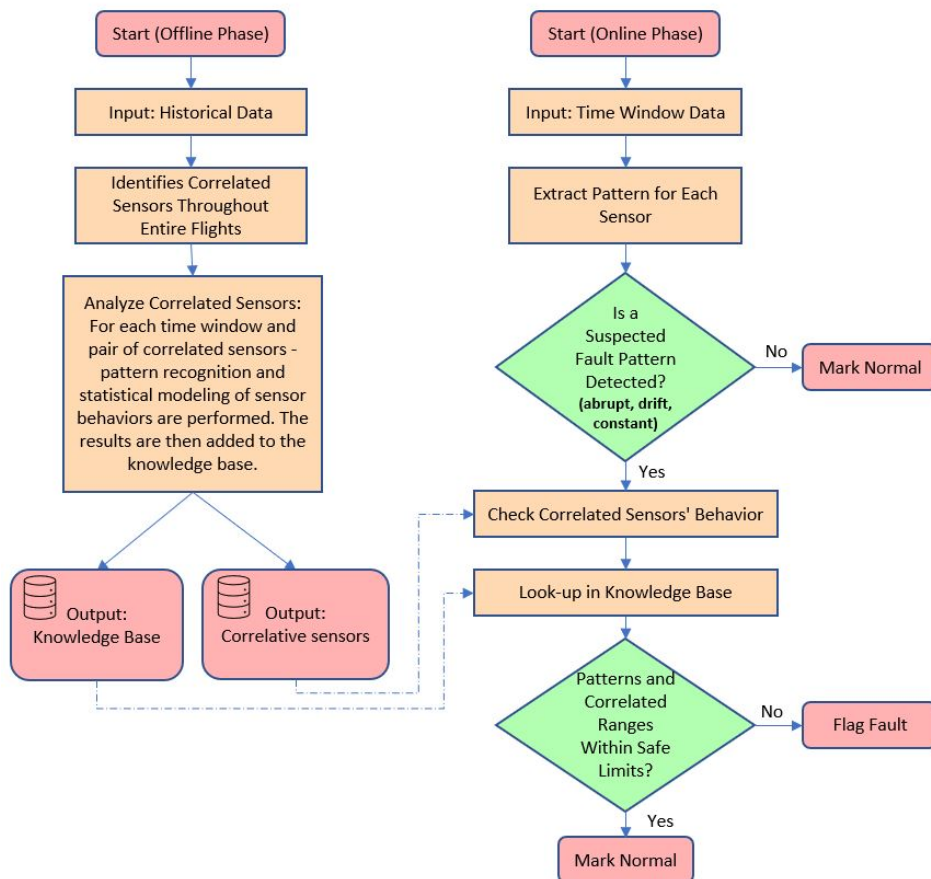 Start (Offline Phase)
Input: Historical Data
Identifies Correlated
Sensors Throughout
Entire Flights
Analyze Correlated Sensors:
For each time window and
pair of correlated sensors -
pattern recognition and
statistical modeling of sensor
behaviors are performed. The
results are then added to the
knowledge base.
Output:
Knowledge Base
Output:
Correlative sensors
Start (Online Phase)
Input: Time Window Data
Extract Pattern for Each
Sensor
Is a
Suspected
Fault Pattern
Detected?
(abrupt, drift,
constant)
No
Mark Normal
Yes
Check Correlated Sensors' Behavior
Look-up in Knowledge Base
Patterns and
Correlated
Ranges
Within Safe
Limits?
No
Flag Fault
Yes
Mark Normal